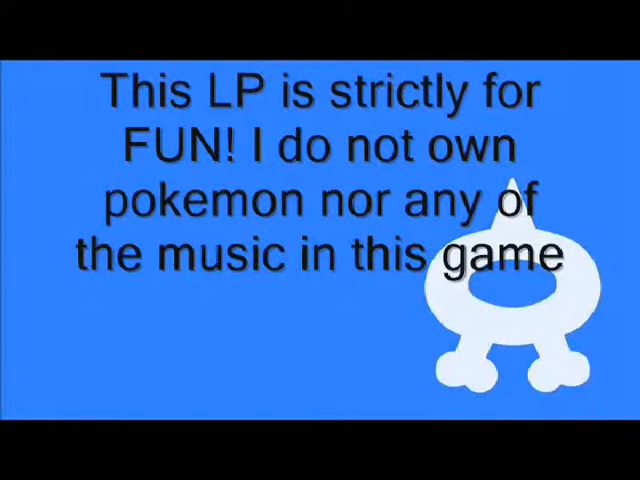 This LP is strictly for
FUN! I do not own
pokemon nor any of
the music in this game